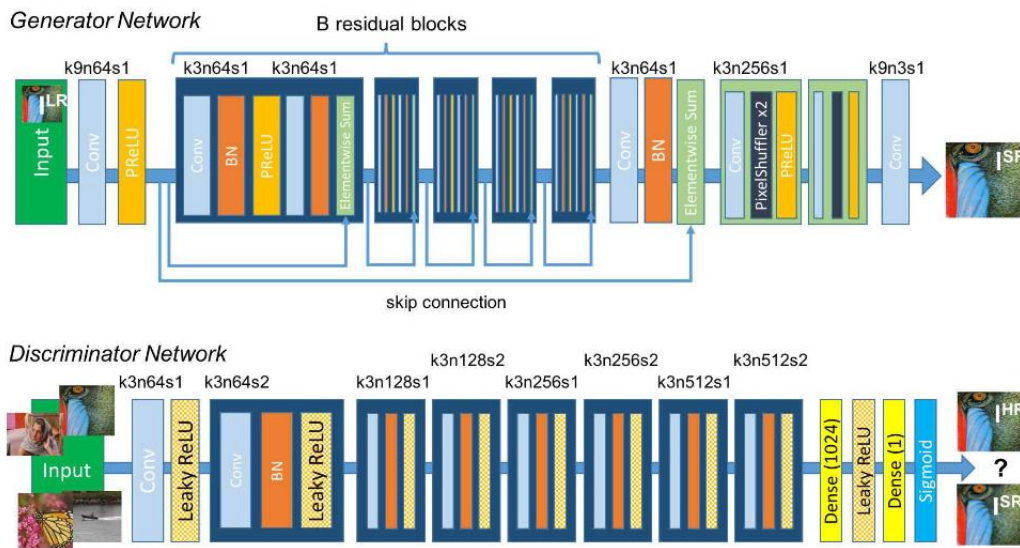 Generator Network
B residual blocks
k9n64s1
k3n64s1
k3n64s1
k3n64s1
k3n256s1
k9n3s1
Input
I LR
Conv
PReLU
Conv
BN
PReLU
Elementwise Sum
Conv
BN
Elementwise Sum
Conv
PixelShuffler x2
PReLU
Conv
I SR
skip connection
Discriminator Network
k3n128s2
k3n256s2
k3n512s2
k3n64s1
k3n64s2
k3n128s1
k3n256s1
k3n512s1
Input
Conv
Leaky ReLU
Conv
BN
Leaky ReLU
Dense (1024)
Leaky ReLU
Dense (1)
Sigmoid
I HR
?
I SR